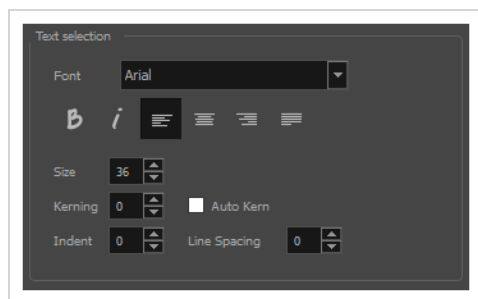 Text selection
Font Arial
B i
Size 36
Kerning 0 Auto Kern
Indent 0 Line Spacing 0